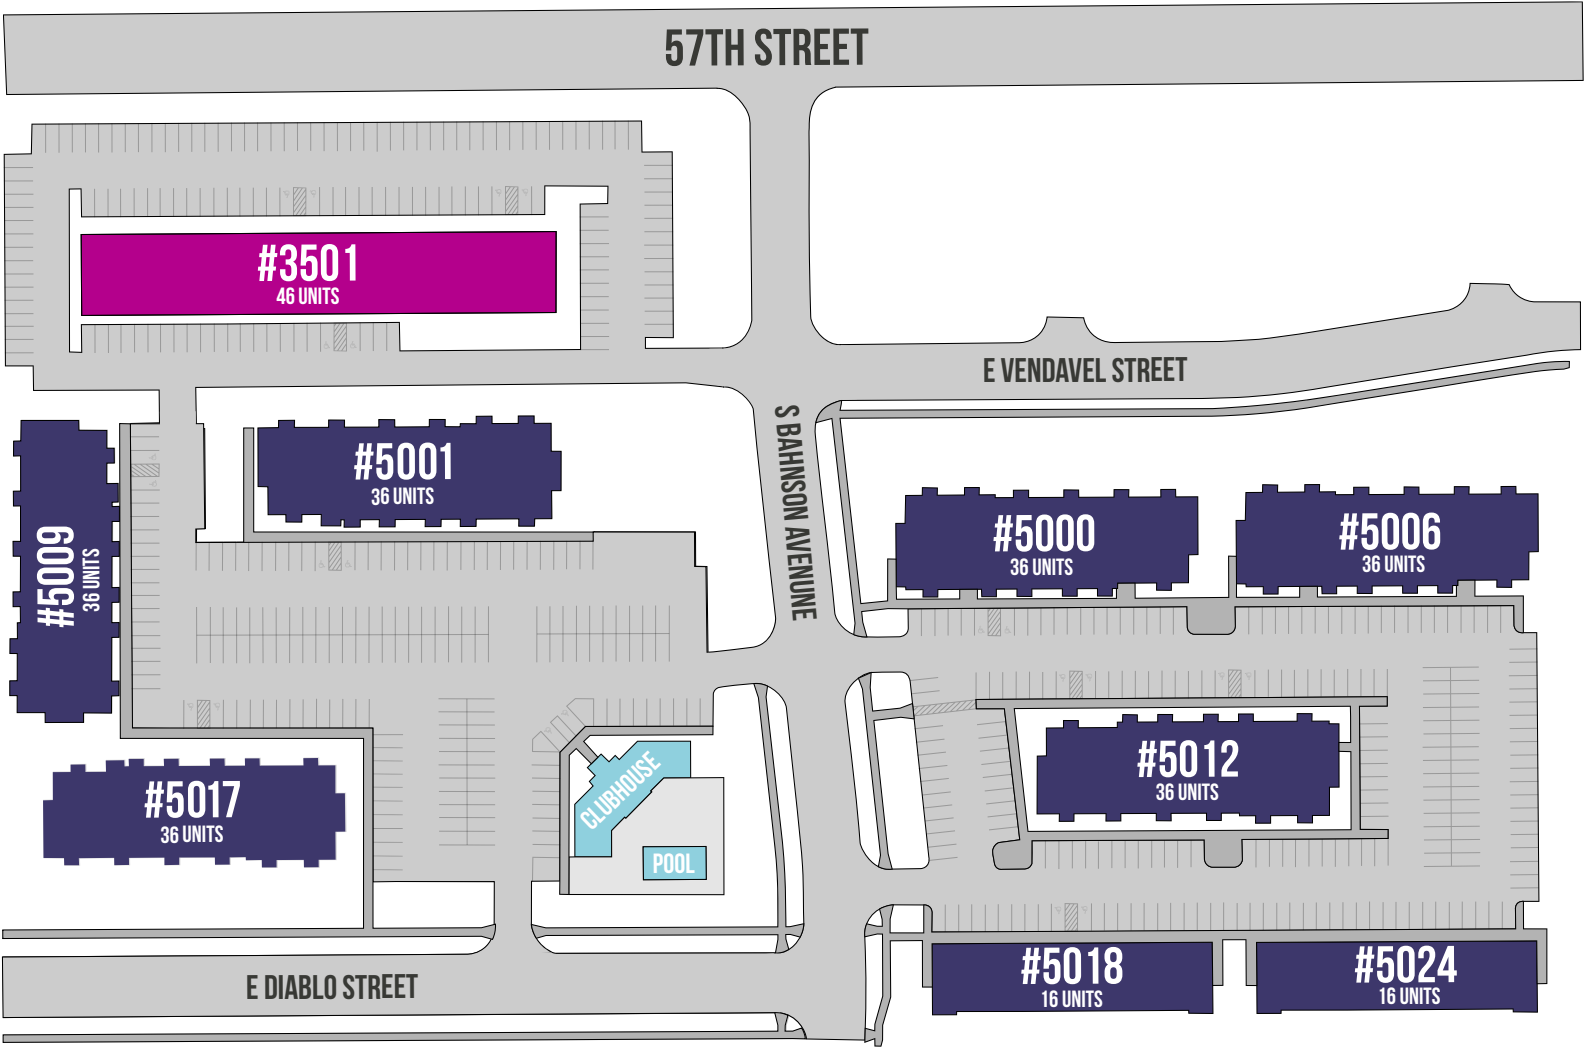 57TH STREET
#3501
46 UNITS
E VENDAVEL STREET
S BAHNSON AVENUNE
#5001
36 UNITS
#5009
36 UNITS
#5000
36 UNITS
#5006
36 UNITS
#5012
36 UNITS
#5017
36 UNITS
CLUBHOUSE
POOL
#5018
16 UNITS
#5024
16 UNITS
E DIABLO STREET